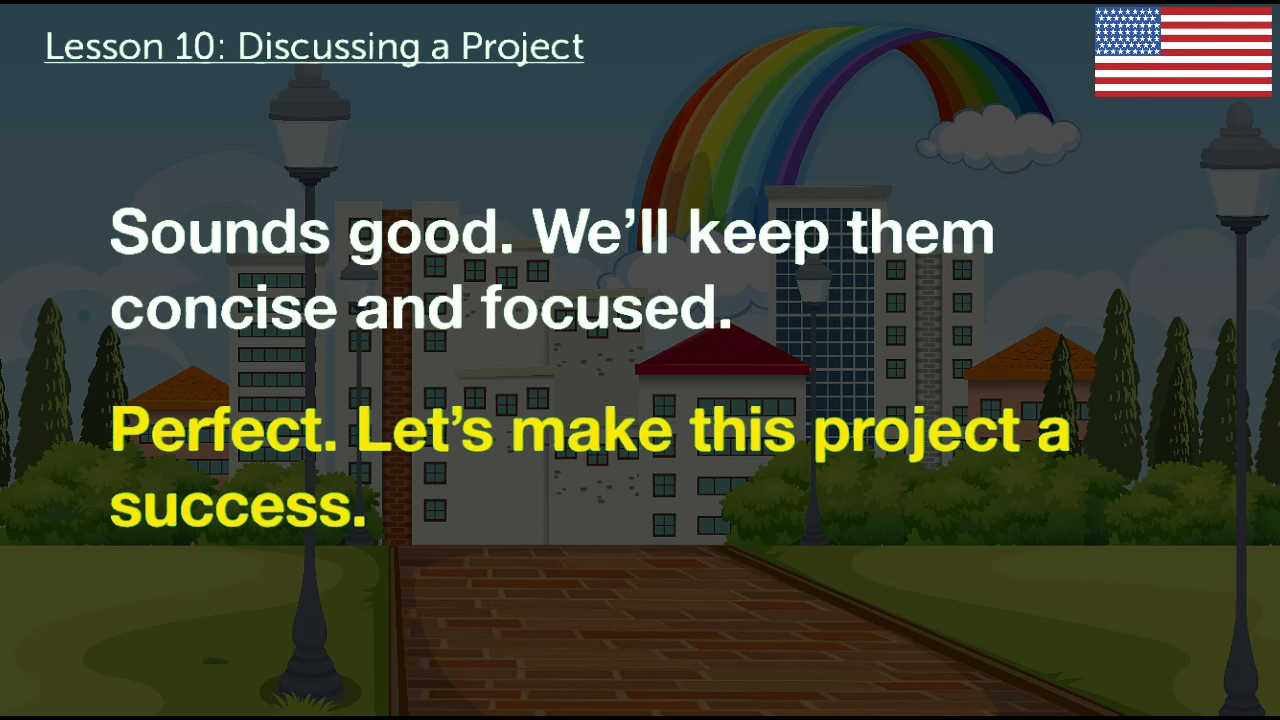 Lesson 10: Discussing a Project
Sounds good. We’ll keep them
concise and focused.
Perfect. Let’s make this project a
success.